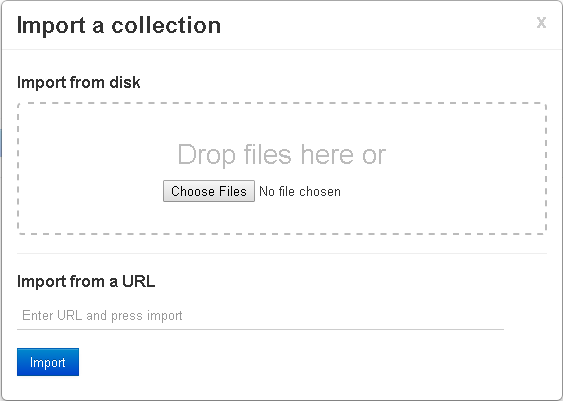 Import a collection
x
Import from disk
Drop files here or
Choose Files No file chosen
Import from a URL
Enter URL and press import
Import